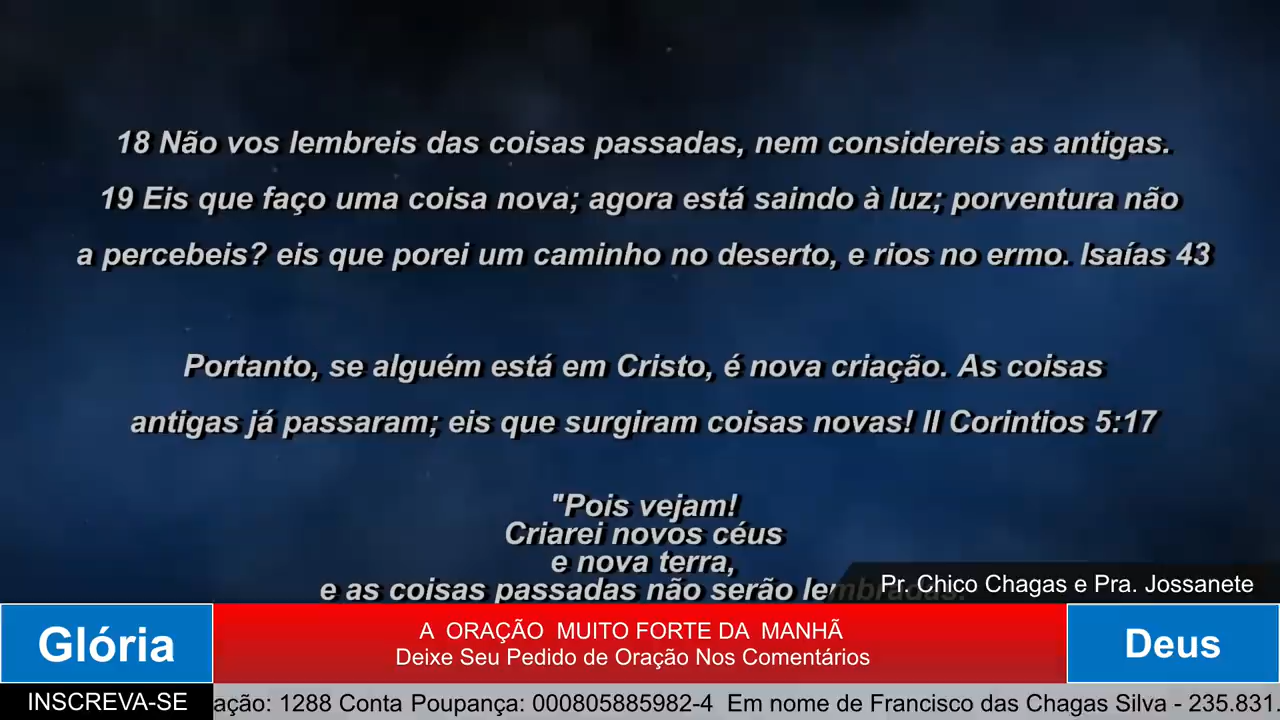 18 Não vos lembreis das coisas passadas, nem considereis as antigas.
19 Eis que faço uma coisa nova; agora está saindo à luz; porventura não
a percebeis? eis que porei um caminho no deserto, e rios no ermo. Isaías 43
Portanto, se alguém está em Cristo, é nova criação. As coisas
antigas já passaram; eis que surgiram coisas novas! II Corintios 5:17
"Pois vejam!
Criarei novos céus
e nova terra,
e as coisas passadas não serão lembradas.
Pr. Chico Chagas e Pra. Jossanete
Glória
A ORAÇÃO MUITO FORTE DA MANHÃ
Deixe Seu Pedido de Oração Nos Comentários
Deus
INSCREVA-SE
ação: 1288 Conta Poupança: 000805885982-4 Em nome de Francisco das Chagas Silva - 235.831.